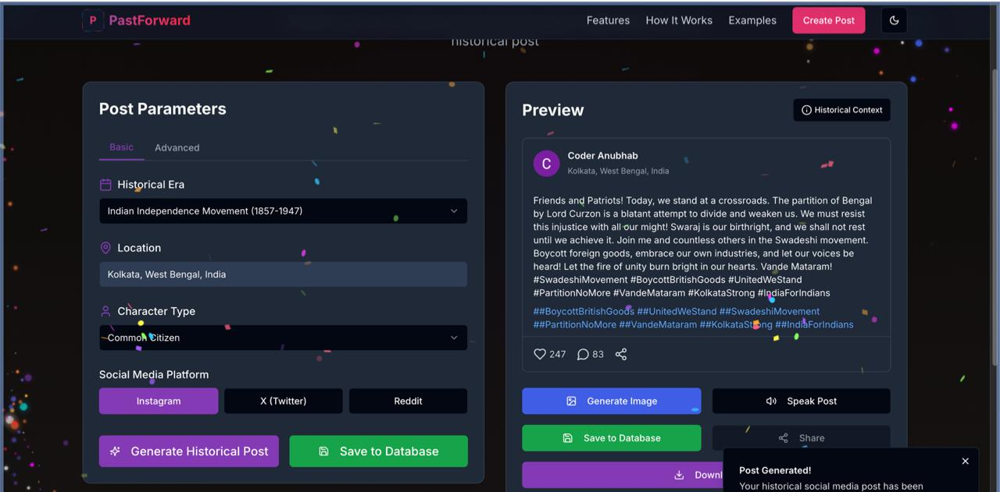 P PastForward
Features How It Works Examples Create Post
historical post
Post Parameters
Basic Advanced
Historical Era
Indian Independence Movement (1857-1947)
Location
Kolkata, West Bengal, India
Character Type
Common Citizen
Social Media Platform
Instagram X (Twitter) Reddit
Generate Historical Post Save to Database
Preview Historical Context
C Coder Anubhab
Kolkata, West Bengal, India
Friends and Patriots! Today, we stand at a crossroads. The partition of Bengal
by Lord Curzon is a blatant attempt to divide and weaken us. We must resist
this injustice with all our might! Swaraj is our birthright, and we shall not rest
until we achieve it. Join me and countless others in the Swadeshi movement.
Boycott foreign goods, embrace our own industries, and let our voices be
heard! Let the fire of unity burn bright in our hearts. Vande Mataram!
#SwadeshiMovement #BoycottBritishGoods #UnitedWeStand
#PartitionNoMore #VandeMataram #KolkataStrong #IndiaForIndians
##BoycottBritishGoods ##UnitedWeStand ##SwadeshiMovement
##PartitionNoMore ##VandeMataram ##KolkataStrong ##IndiaForIndians
247 83
Generate Image Speak Post
Save to Database Share
Downl
Post Generated!
Your historical social media post has been